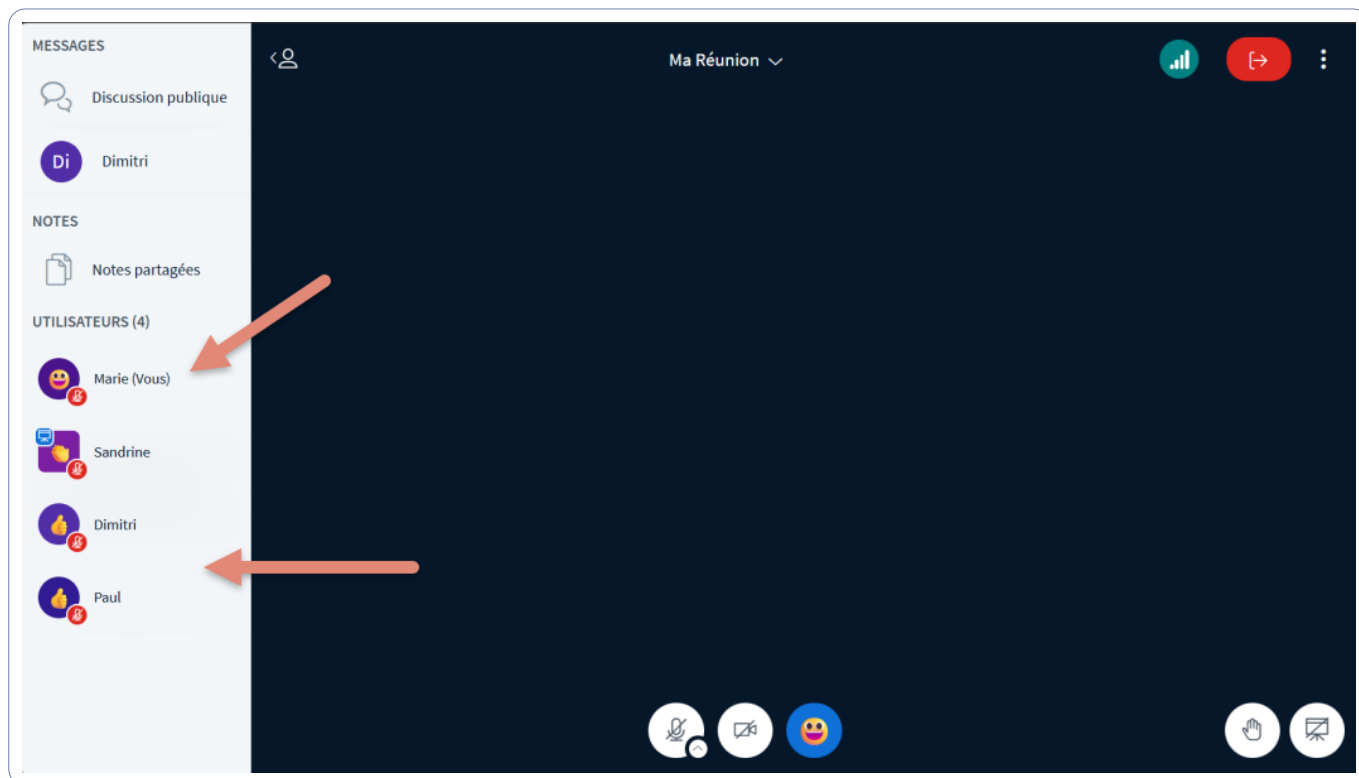 MESSAGES
Ma Réunion
Discussion publique
Di Dimitri
NOTES
Notes partagées
UTILISATEURS (4)
Marie (Vous)
Sandrine
Dimitri
Paul